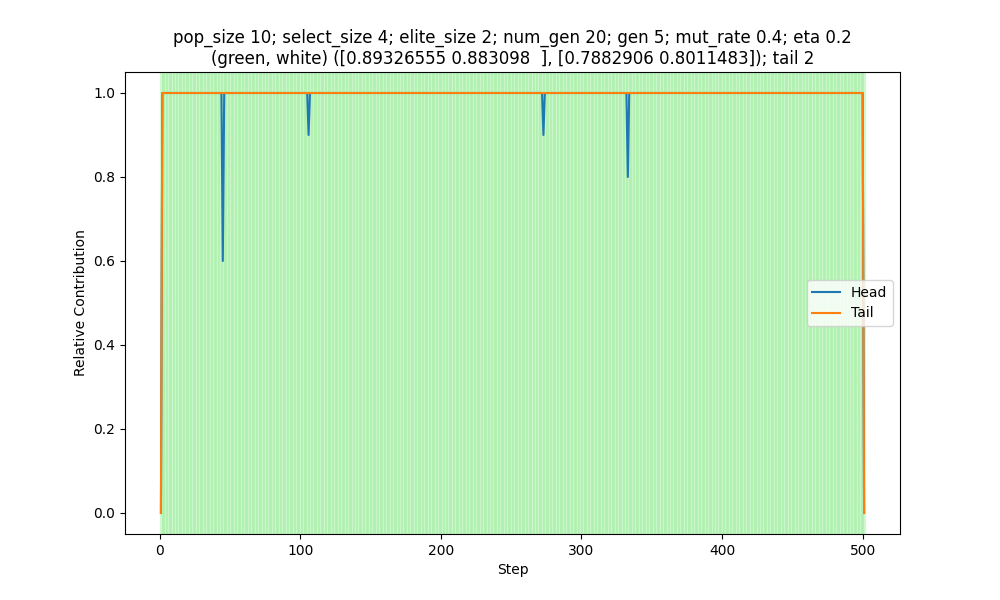 pop_size 10; select_size 4; elite_size 2; num_gen 20; gen 5; mut_rate 0.4; eta 0.2
(green, white) ([0.89326555 0.883098  ], [0.7882906 0.8011483]); tail 2
1.0
0.8
0.6
0.4
0.2
0.0
Relative Contribution
Head
Tail
0 100 200 300 400 500
Step